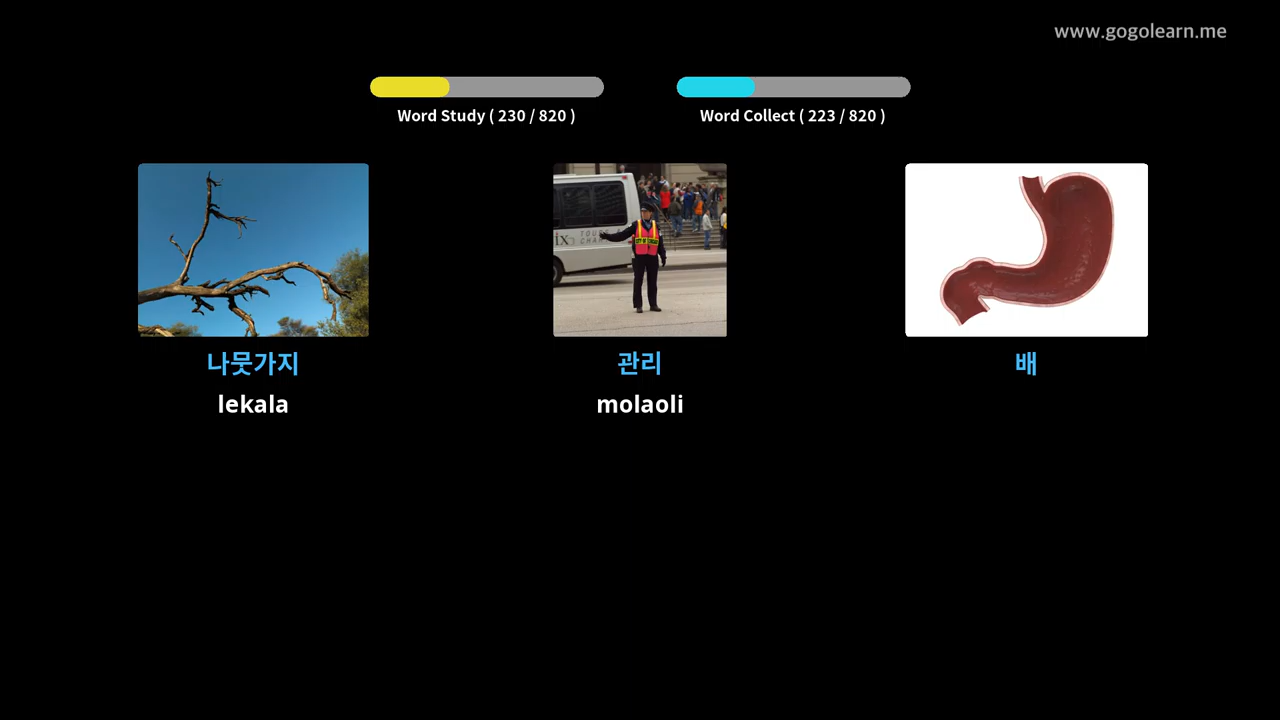 www.gogolearn.me
Word Study ( 230 / 820 )
Word Collect ( 223 / 820 )
나뭇가지
관리
배
lekala
molaoli